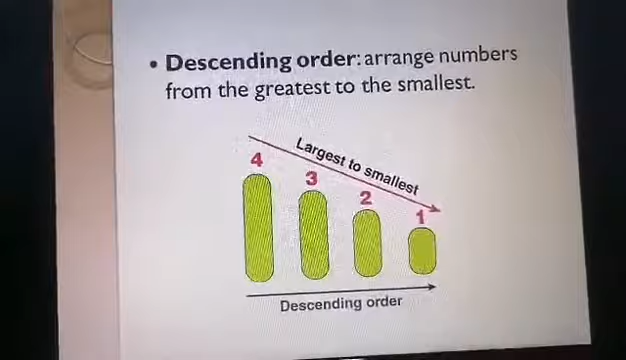 • Descending order: arrange numbers
from the greatest to the smallest.
Largest to smallest
4
3
2
1
Descending order